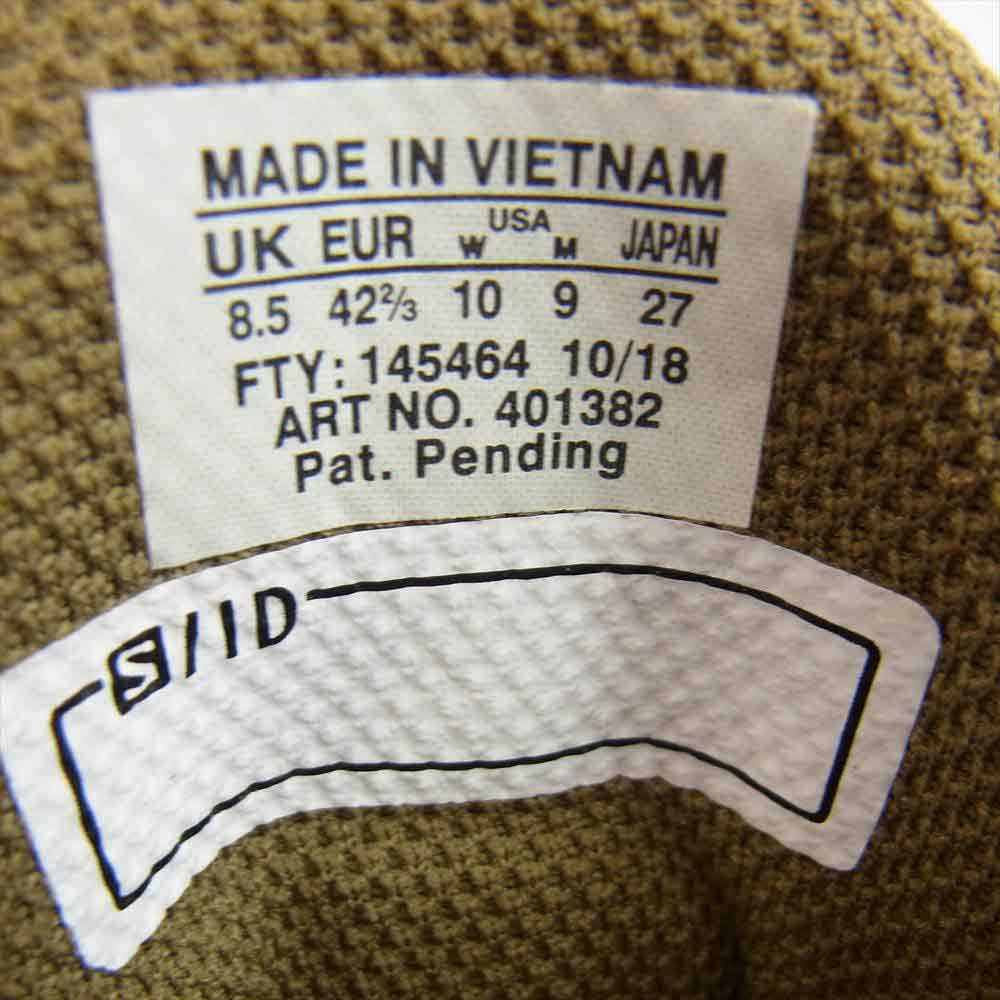 MADE IN VIETNAM
UK EUR USA W M JAPAN
8.5 42⅔ 10 9 27
FTY: 145464 10/18
ART NO. 401382
Pat. Pending
S/ID